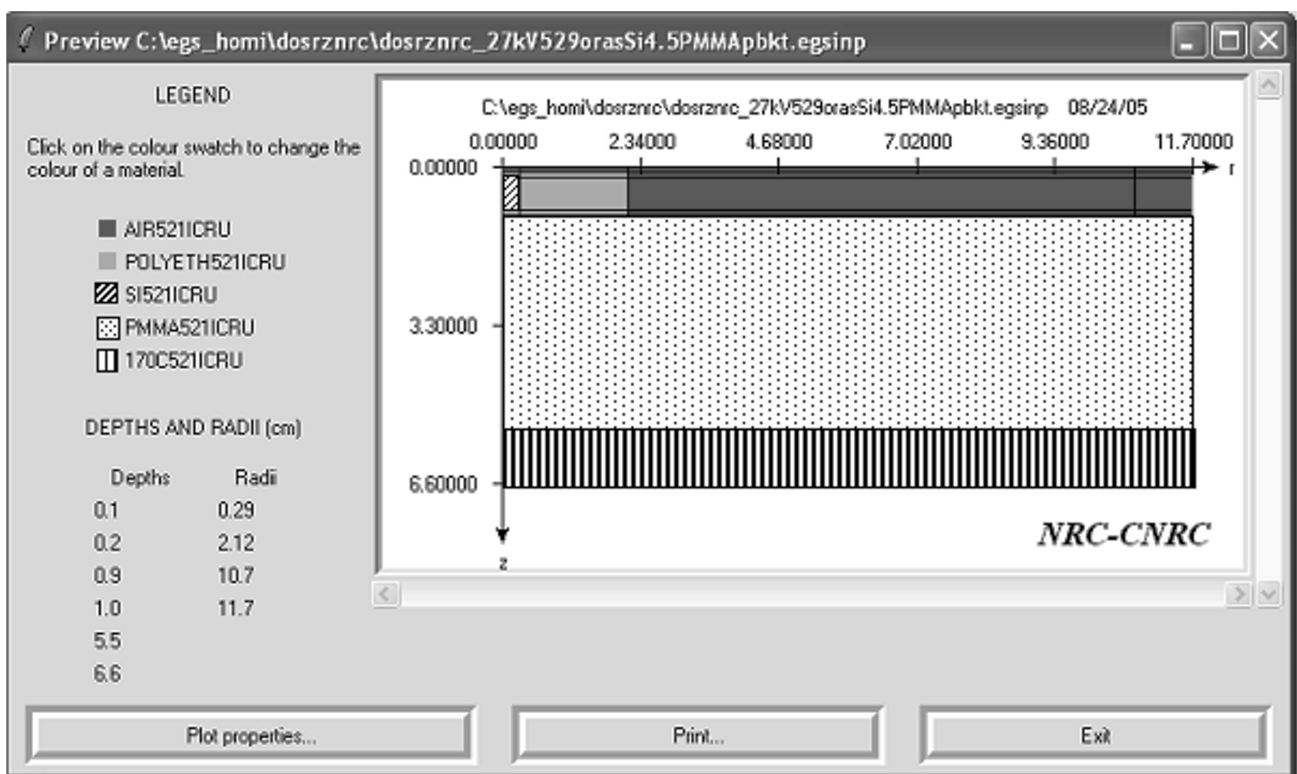 Preview C:\egs_homi\dosrznrc\dosrznrc_27kV529orasSi4.5PMMApbkt.egsinp
LEGEND
Click on the colour swatch to change the
colour of a material.
AIR521ICRU
POLYETH521ICRU
SI521ICRU
PMMA521ICRU
170C521ICRU
DEPTHS AND RADII (cm)
Depths Radii
0.1 0.29
0.2 2.12
0.9 10.7
1.0 11.7
5.5
6.6
C:\egs_homi\dosrznrc\dosrznrc_27kV529orasSi4.5PMMApbkt.egsinp 08/24/05
0.00000 2.34000 4.68000 7.02000 9.36000 11.70000
0.00000 r
3.30000
6.60000
NRC-CNRC
z
Plot properties... Print... Exit